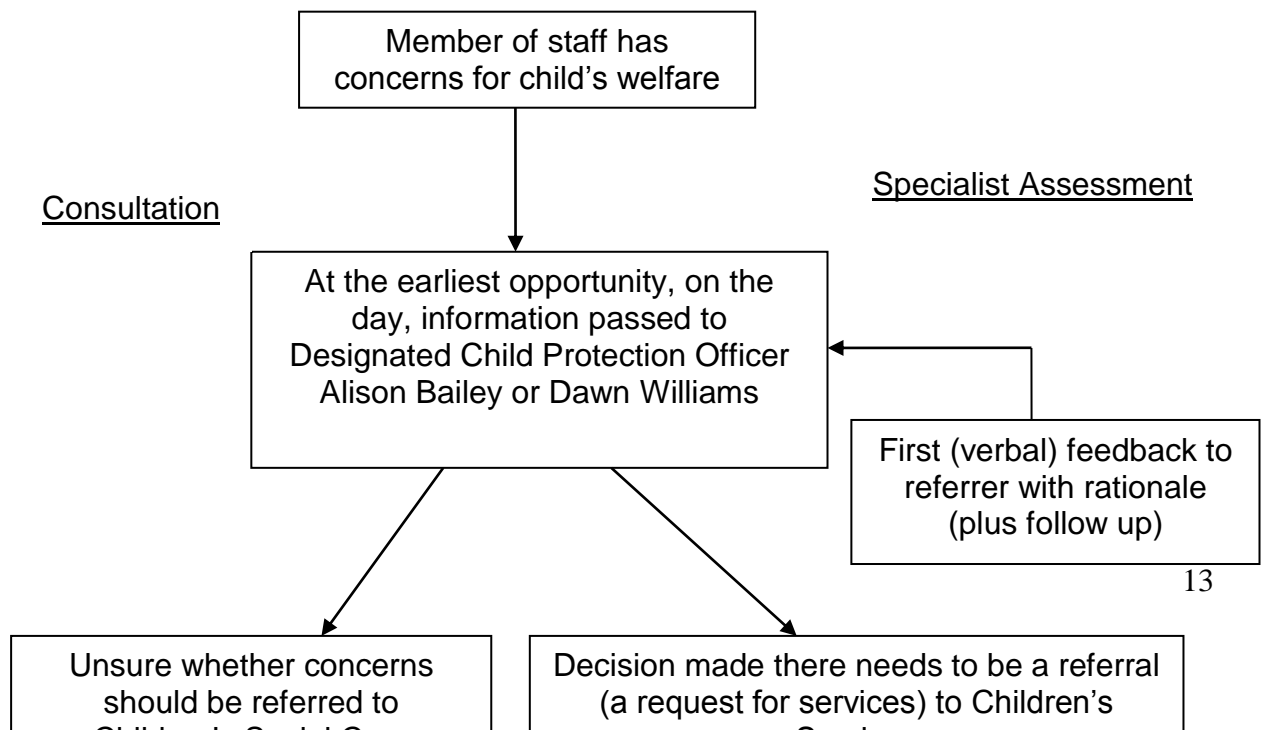 Member of staff has
concerns for child's welfare
Consultation
Specialist Assessment
At the earliest opportunity, on the
day, information passed to
Designated Child Protection Officer
Alison Bailey or Dawn Williams
First (verbal) feedback to
referrer with rationale
(plus follow up)
13
Unsure whether concerns
should be referred to
Decision made there needs to be a referral
(a request for services) to Children's